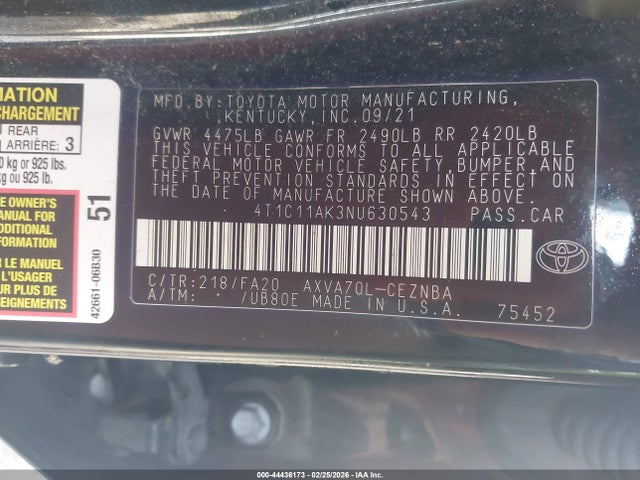 MATION
CHARGEMENT
REAR
ARRIÈRE: 3
0 kg or 925 lbs.
kg ou 925 lb.
E OWNER'S
MANUAL FOR
DDITIONAL
FORMATION
R LE MANUEL
L'USAGER
UR PLUS DE
SEIGNEMENTS
51
42661-06B30
MFD.BY:TOYOTA MOTOR MANUFACTURING,
KENTUCKY,INC.09/21
GVWR 4475LB GAWR FR 2490LB RR 2420LB
THIS VEHICLE CONFORMS TO ALL APPLICABLE
FEDERAL MOTOR VEHICLE SAFETY,BUMPER,AND
THEFT PREVENTION STANDARDS IN EFFECT ON
THE DATE OF MANUFACTURE SHOWN ABOVE.
4T1C11AK3NU630543 PASS.CAR
C/TR:218/FA20 AXVA70L-CEZNBA
A/TM: /UB80E MADE IN U.S.A. 75452
000-44436173 - 02/25/2026 - IAA, Inc.